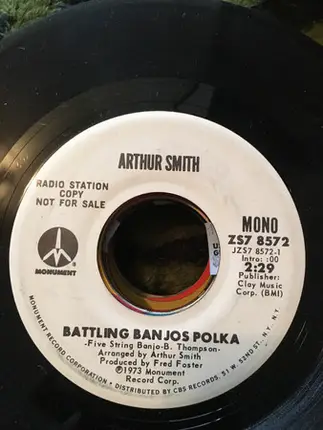 ARTHUR SMITH
RADIO STATION
COPY
NOT FOR SALE
MONUMENT
MONO
ZS7 8572
JZS7 8572-1
Intro: :00
2:29
Publisher:
Clay Music
Corp. (BMI)
UG
BATTLING BANJOS POLKA
-Five String Banjo-B. Thompson-
Arranged by Arthur Smith
Produced by Fred Foster
Ⓟ1973 Monument
Record Corp.
MONUMENT RECORD CORPORATION • DISTRIBUTED BY CBS RECORDS, 51 W. 52ND ST. N.Y. N.Y.